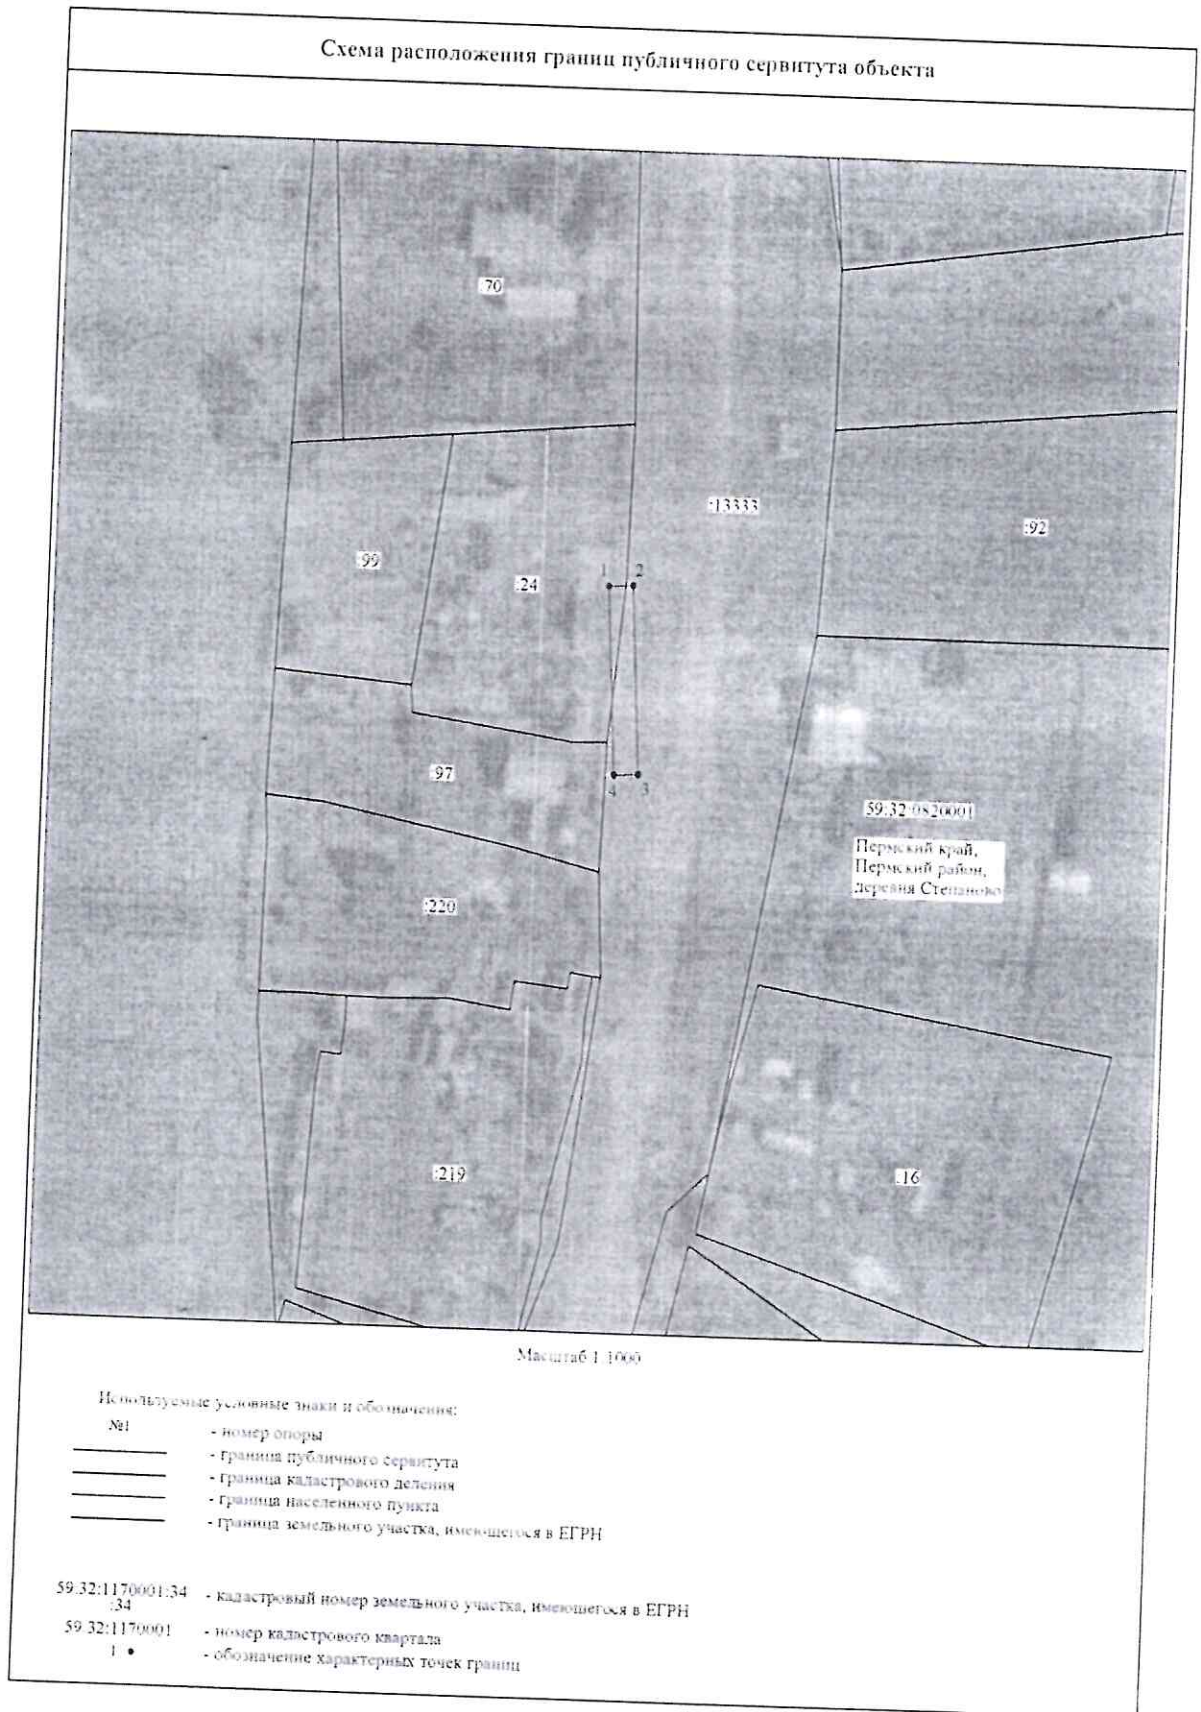 Схема расположения границ публичного сервитута объекта
:70
:13333
:92
:99
:24
1 2
:97
4 3
59:32:0820001
Пермский край,
Пермский район,
деревня Степаново
:220
:219
:16
Масштаб 1:1000
Используемые условные знаки и обозначения:
№1 - номер опоры
- граница публичного сервитута
- граница кадастрового деления
- граница населенного пункта
- граница земельного участка, имеющегося в ЕГРН
59:32:1170001:34 - кадастровый номер земельного участка, имеющегося в ЕГРН
:34
59:32:1170001 - номер кадастрового квартала
1 • - обозначение характерных точек границ